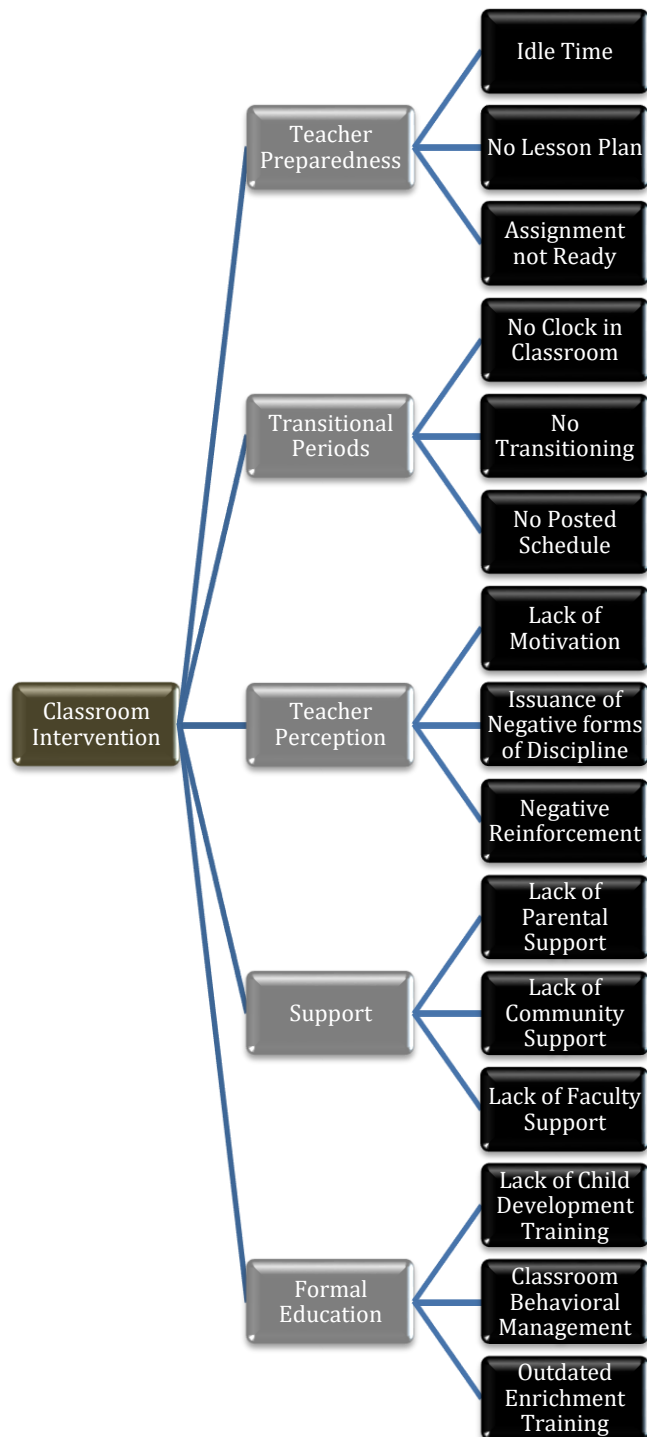 Classroom
Intervention
Teacher
Preparedness
Idle Time
No Lesson Plan
Assignment
not Ready
Transitional
Periods
No Clock in
Classroom
No
Transitioning
No Posted
Schedule
Teacher
Perception
Lack of
Motivation
Issuance of
Negative forms
of Discipline
Negative
Reinforcement
Support
Lack of
Parental
Support
Lack of
Community
Support
Lack of Faculty
Support
Formal
Education
Lack of Child
Development
Training
Classroom
Behavioral
Management
Outdated
Enrichment
Training